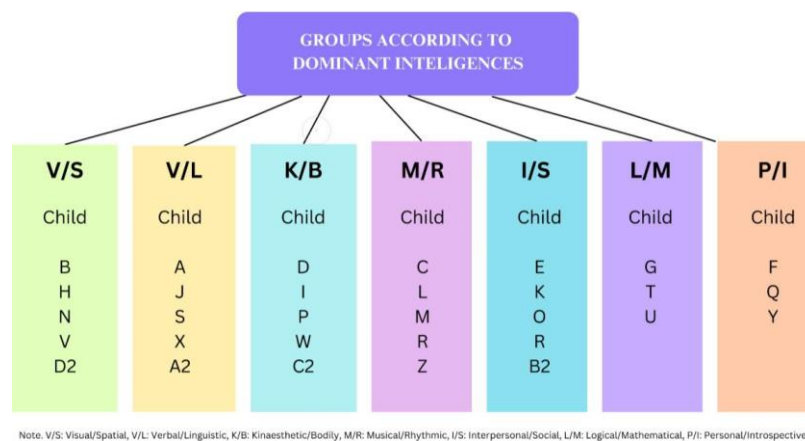 GROUPS ACCORDING TO
DOMINANT INTELIGENCES
V/S
Child
B
H
N
V
D2
V/L
Child
A
J
S
X
A2
K/B
Child
D
I
P
W
C2
M/R
Child
C
L
M
R
Z
I/S
Child
E
K
O
R
B2
L/M
Child
G
T
U
P/I
Child
F
Q
Y
Note. V/S: Visual/Spatial, V/L: Verbal/Linguistic, K/B: Kinaesthetic/Bodily, M/R: Musical/Rhythmic, I/S: Interpersonal/Social, L/M: Logical/Mathematical, P/I: Personal/Introspective